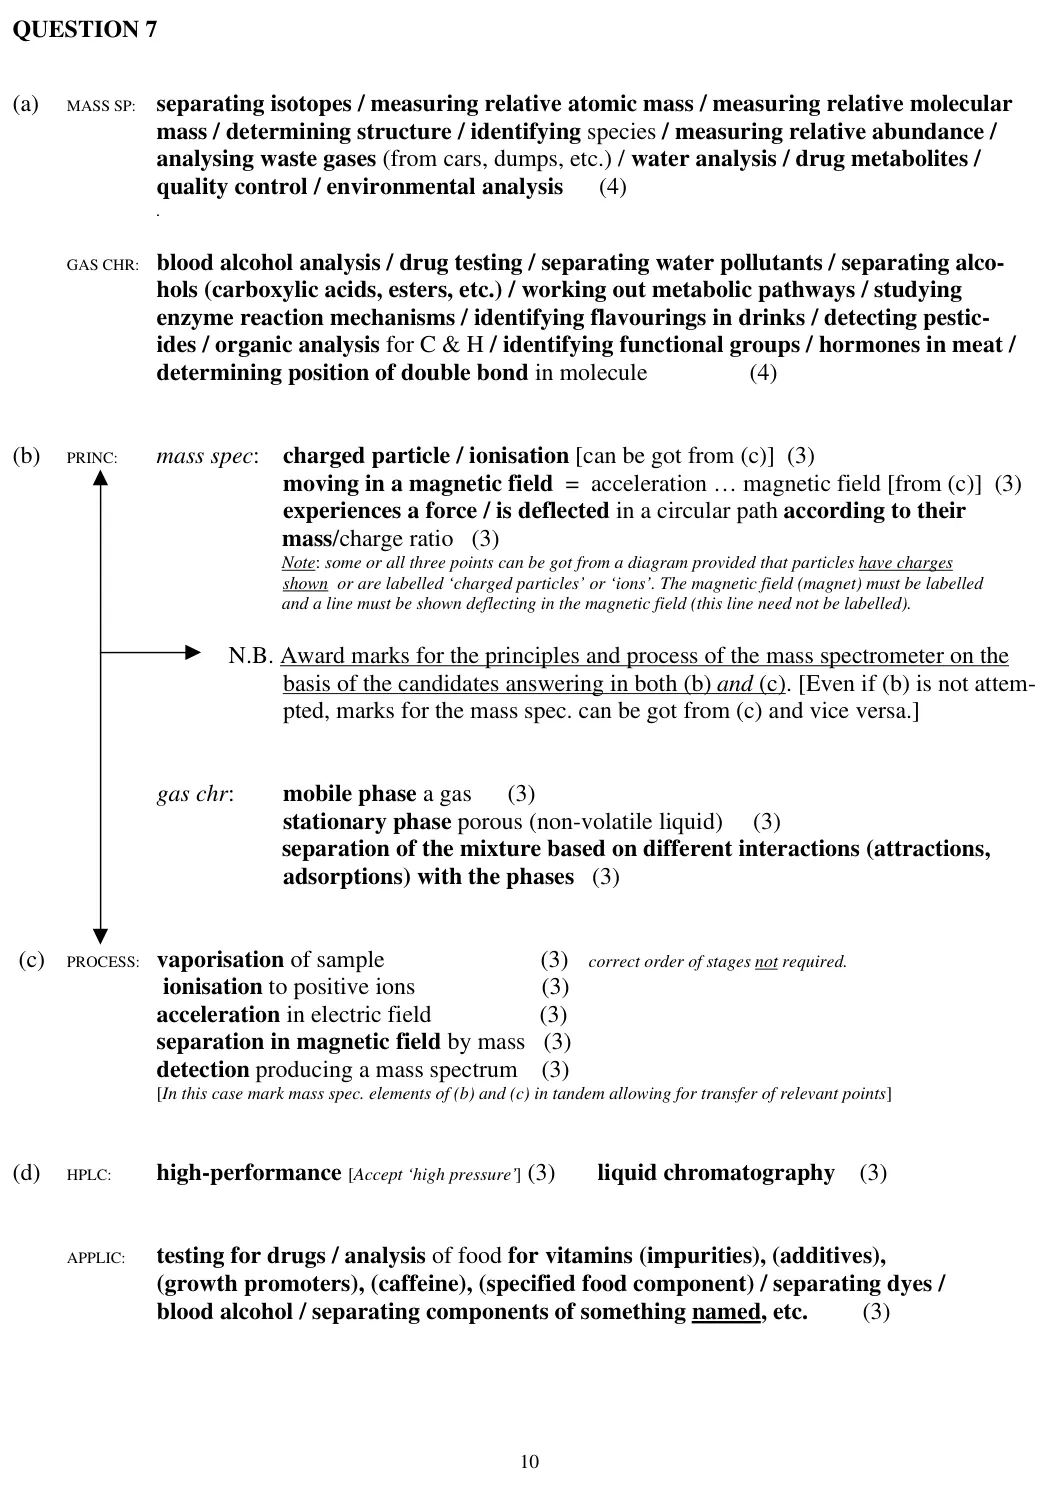 QUESTION 7
(a) MASS SP: separating isotopes / measuring relative atomic mass / measuring relative molecular
mass / determining structure / identifying species / measuring relative abundance /
analysing waste gases (from cars, dumps, etc.) / water analysis / drug metabolites /
quality control / environmental analysis (4)
.
GAS CHR: blood alcohol analysis / drug testing / separating water pollutants / separating alco-
hols (carboxylic acids, esters, etc.) / working out metabolic pathways / studying
enzyme reaction mechanisms / identifying flavourings in drinks / detecting pestic-
ides / organic analysis for C & H / identifying functional groups / hormones in meat /
determining position of double bond in molecule (4)
(b) PRINC: mass spec: charged particle / ionisation [can be got from (c)] (3)
moving in a magnetic field = acceleration … magnetic field [from (c)] (3)
experiences a force / is deflected in a circular path according to their
mass/charge ratio (3)
Note: some or all three points can be got from a diagram provided that particles have charges
shown or are labelled ‘charged particles’ or ‘ions’. The magnetic field (magnet) must be labelled
and a line must be shown deflecting in the magnetic field (this line need not be labelled).
N.B. Award marks for the principles and process of the mass spectrometer on the
basis of the candidates answering in both (b) and (c). [Even if (b) is not attem-
pted, marks for the mass spec. can be got from (c) and vice versa.]
gas chr: mobile phase a gas (3)
stationary phase porous (non-volatile liquid) (3)
separation of the mixture based on different interactions (attractions,
adsorptions) with the phases (3)
(c) PROCESS: vaporisation of sample (3) correct order of stages not required.
ionisation to positive ions (3)
acceleration in electric field (3)
separation in magnetic field by mass (3)
detection producing a mass spectrum (3)
[In this case mark mass spec. elements of (b) and (c) in tandem allowing for transfer of relevant points]
(d) HPLC: high-performance [Accept ‘high pressure’] (3) liquid chromatography (3)
APPLIC: testing for drugs / analysis of food for vitamins (impurities), (additives),
(growth promoters), (caffeine), (specified food component) / separating dyes /
blood alcohol / separating components of something named, etc. (3)
10